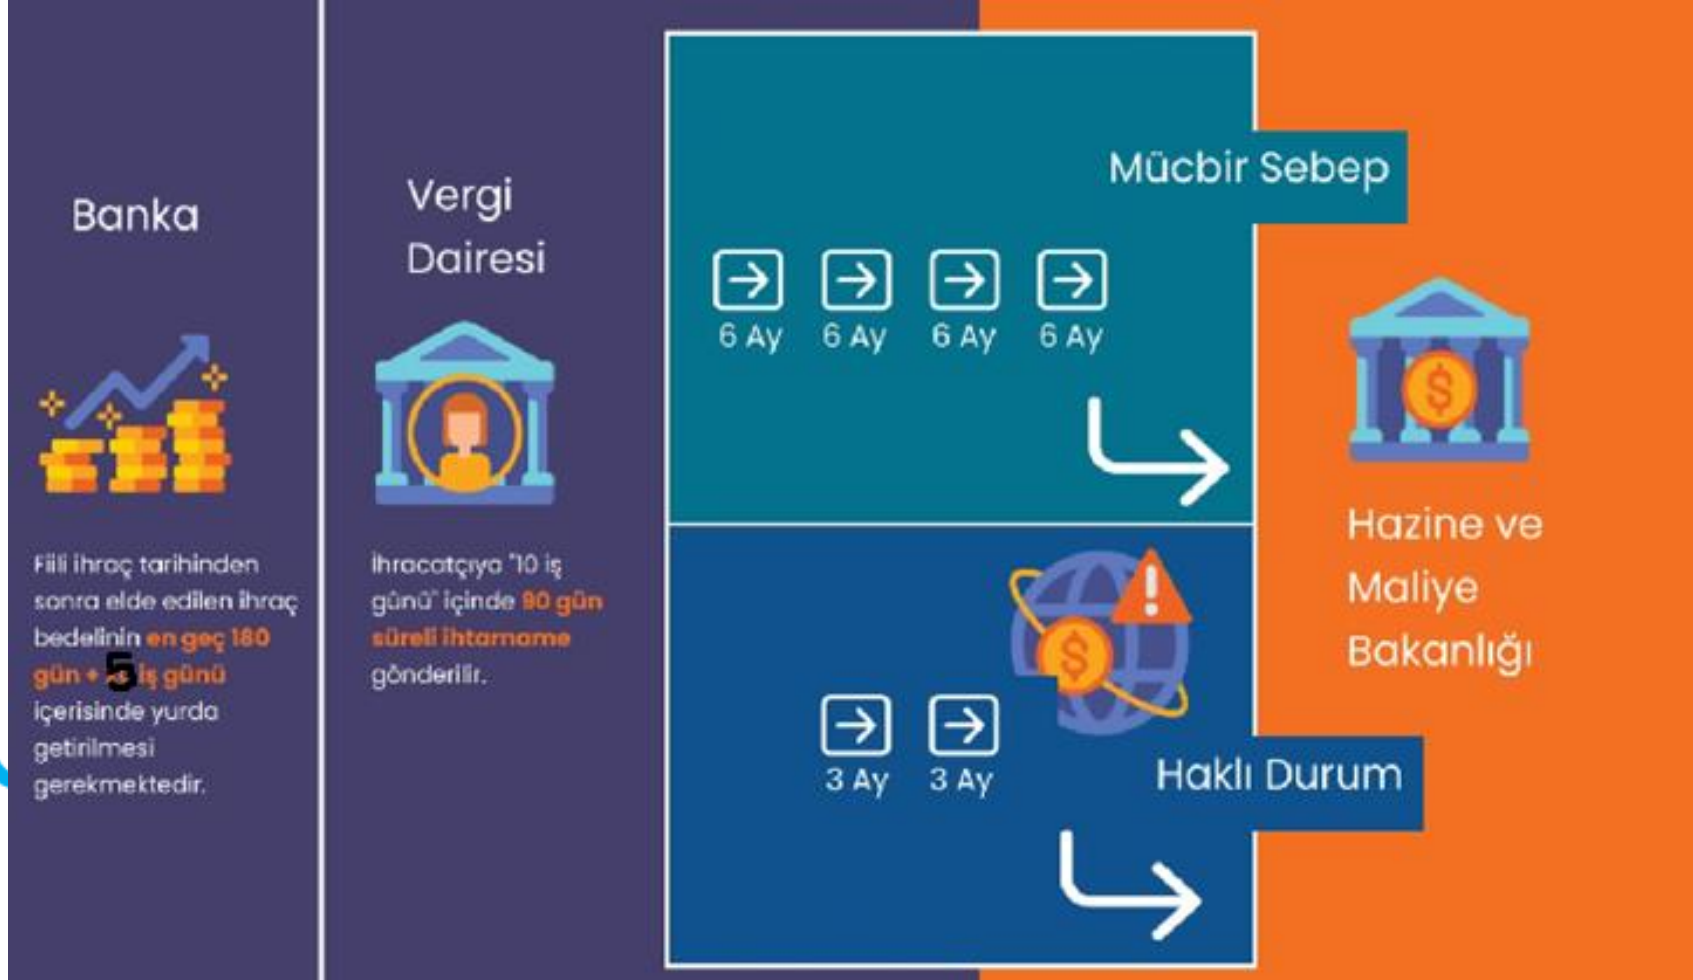 Banka
Fiili ihraç tarihinden
sonra elde edilen ihraç
bedelinin en geç 180
gün + 5 iş günü
içerisinde yurda
getirilmesi
gerekmektedir.
Vergi
Dairesi
İhracatçıya "10 iş
günü" içinde 90 gün
süreli ihtarname
gönderilir.
Mücbir Sebep
6 Ay 6 Ay 6 Ay 6 Ay
3 Ay 3 Ay
Haklı Durum
Hazine ve
Maliye
Bakanlığı